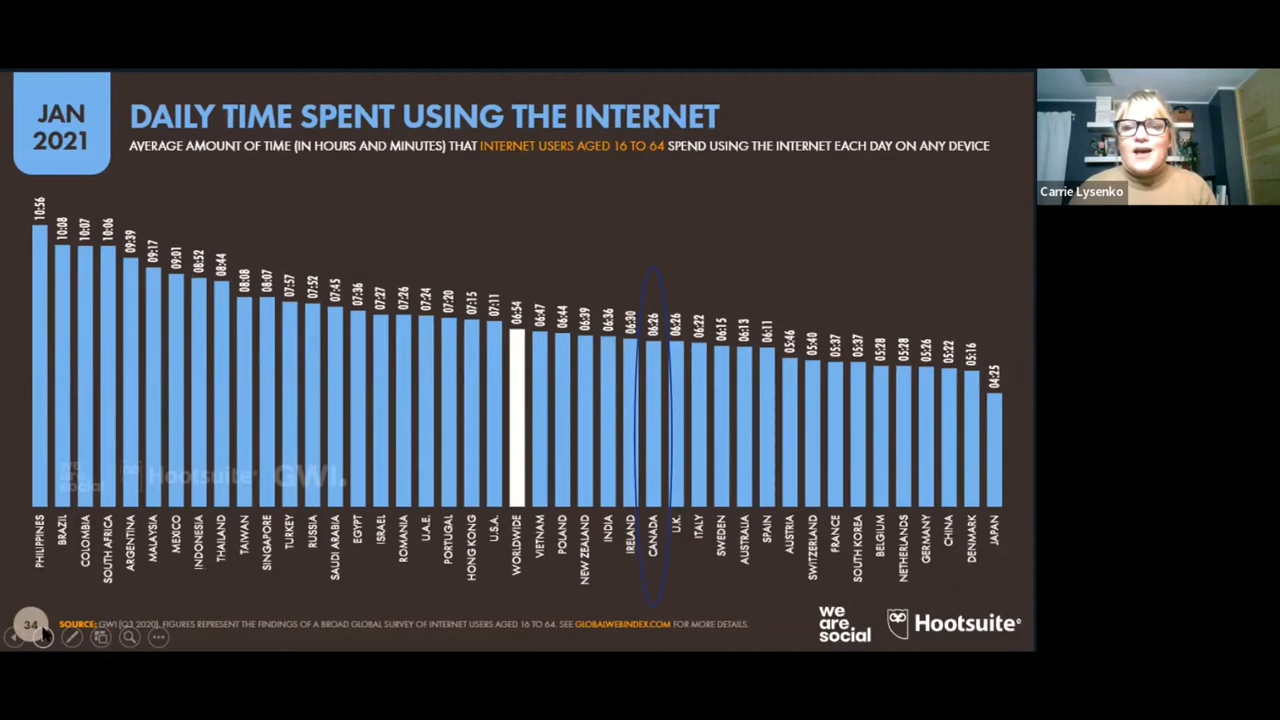 JAN
2021
DAILY TIME SPENT USING THE INTERNET
AVERAGE AMOUNT OF TIME (IN HOURS AND MINUTES) THAT INTERNET USERS AGED 16 TO 64 SPEND USING THE INTERNET EACH DAY ON ANY DEVICE
Carrie Lysenko
10:56
10:08
10:07
10:06
09:39
09:17
09:01
08:52
08:44
08:08
08:07
07:57
07:52
07:45
07:36
07:27
07:26
07:24
07:20
07:15
07:11
06:54
06:47
06:44
06:39
06:36
06:30
06:26
06:26
06:22
06:15
06:13
06:11
05:46
05:40
05:37
05:37
05:28
05:28
05:26
05:22
05:16
04:25
we
are
social
Hootsuite®
GWI.
PHILIPPINES
BRAZIL
COLOMBIA
SOUTH AFRICA
ARGENTINA
MALAYSIA
MEXICO
INDONESIA
THAILAND
TAIWAN
SINGAPORE
TURKEY
RUSSIA
SAUDI ARABIA
EGYPT
ISRAEL
ROMANIA
U.A.E.
PORTUGAL
HONG KONG
U.S.A.
WORLDWIDE
VIETNAM
POLAND
NEW ZEALAND
INDIA
IRELAND
CANADA
U.K.
ITALY
SWEDEN
AUSTRALIA
SPAIN
AUSTRIA
SWITZERLAND
FRANCE
SOUTH KOREA
BELGIUM
NETHERLANDS
GERMANY
CHINA
DENMARK
JAPAN
34
SOURCE: GWI (Q3 2020). FIGURES REPRESENT THE FINDINGS OF A BROAD GLOBAL SURVEY OF INTERNET USERS AGED 16 TO 64. SEE GLOBALWEBINDEX.COM FOR MORE DETAILS.
we
are
social
Hootsuite®